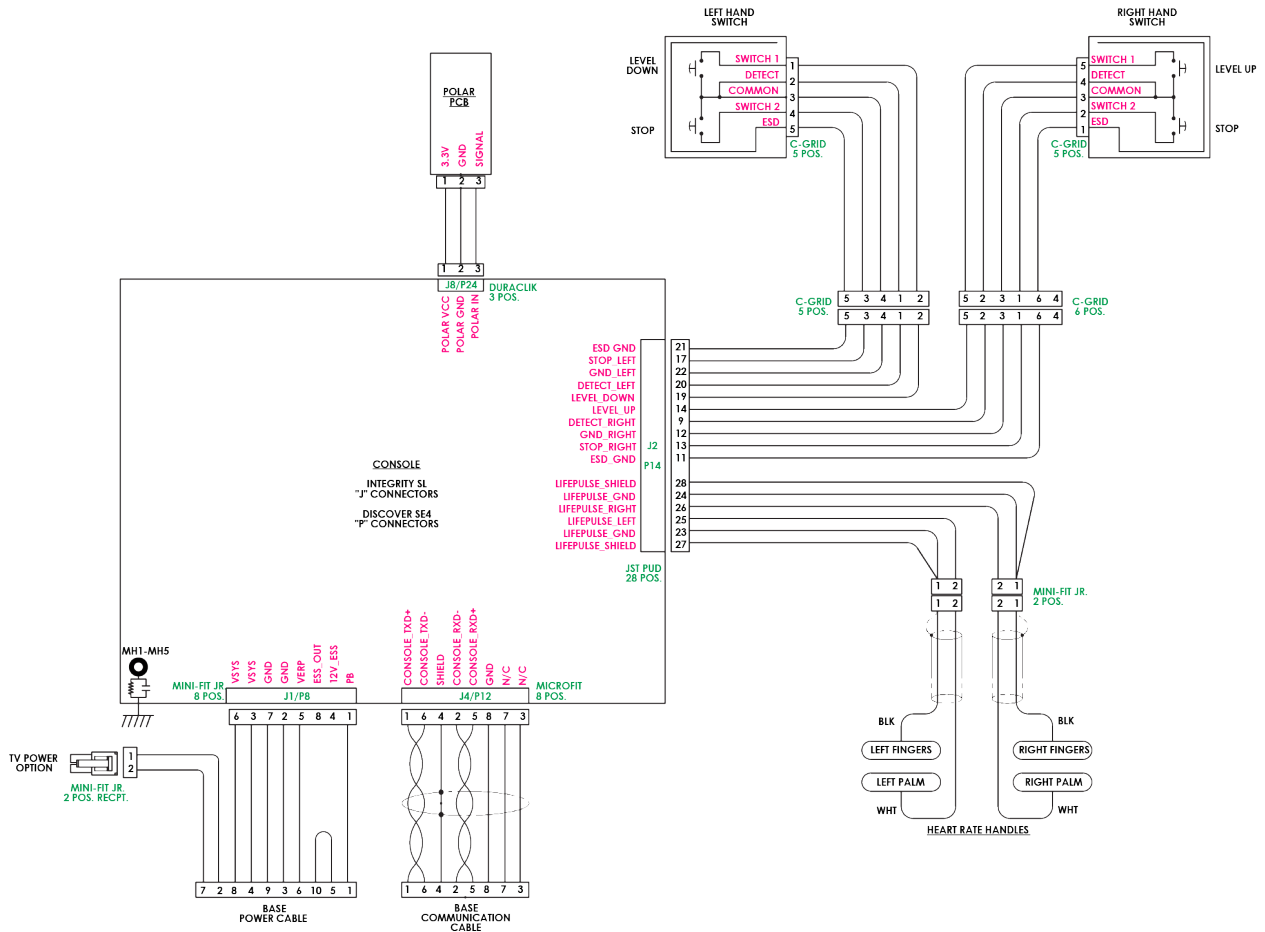 LEFT HAND
SWITCH
RIGHT HAND
SWITCH
LEVEL
DOWN
STOP
SWITCH 1
DETECT
COMMON
SWITCH 2
ESD
1
2
3
4
5
C-GRID
5 POS.
5
4
3
2
1
SWITCH 1
DETECT
COMMON
SWITCH 2
ESD
LEVEL UP
STOP
C-GRID
5 POS.
POLAR
PCB
3.3V
GND
SIGNAL
1 2 3
1 2 3
J8/P24
DURACLIK
3 POS.
POLAR VCC
POLAR GND
POLAR IN
C-GRID
5 POS.
5 3 4 1 2
5 3 4 1 2
5 2 3 1 6 4
5 2 3 1 6 4
C-GRID
6 POS.
ESD GND 21
STOP_LEFT 17
GND_LEFT 22
DETECT_LEFT 20
LEVEL_DOWN 19
LEVEL_UP 14
DETECT_RIGHT 9
GND_RIGHT 12
STOP_RIGHT 13
ESD_GND 11
J2
P14
LIFEPULSE_SHIELD 28
LIFEPULSE_GND 24
LIFEPULSE_RIGHT 26
LIFEPULSE_LEFT 25
LIFEPULSE_GND 23
LIFEPULSE_SHIELD 27
JST PUD
28 POS.
CONSOLE
INTEGRITY SL
"J" CONNECTORS
DISCOVER SE4
"P" CONNECTORS
1 2
1 2
2 1
2 1
MINI-FIT JR.
2 POS.
BLK
BLK
LEFT FINGERS
RIGHT FINGERS
LEFT PALM
RIGHT PALM
WHT
WHT
HEART RATE HANDLES
MH1-MH5
MINI-FIT JR
8 POS.
VSYS
VSYS
GND
GND
VERP
ESS_OUT
12V_ESS
PB
J1/P8
6 3 7 2 5 8 4 1
CONSOLE_TXD+
CONSOLE_TXD-
SHIELD
CONSOLE_RXD-
CONSOLE_RXD+
GND
N/C
N/C
J4/P12
MICROFIT
8 POS.
1 6 4 2 5 8 7 3
TV POWER
OPTION
1
2
MINI-FIT JR.
2 POS. RECPT.
7 2 8 4 9 3 6 10 5 1
BASE
POWER CABLE
1 6 4 2 5 8 7 3
BASE
COMMUNICATION
CABLE